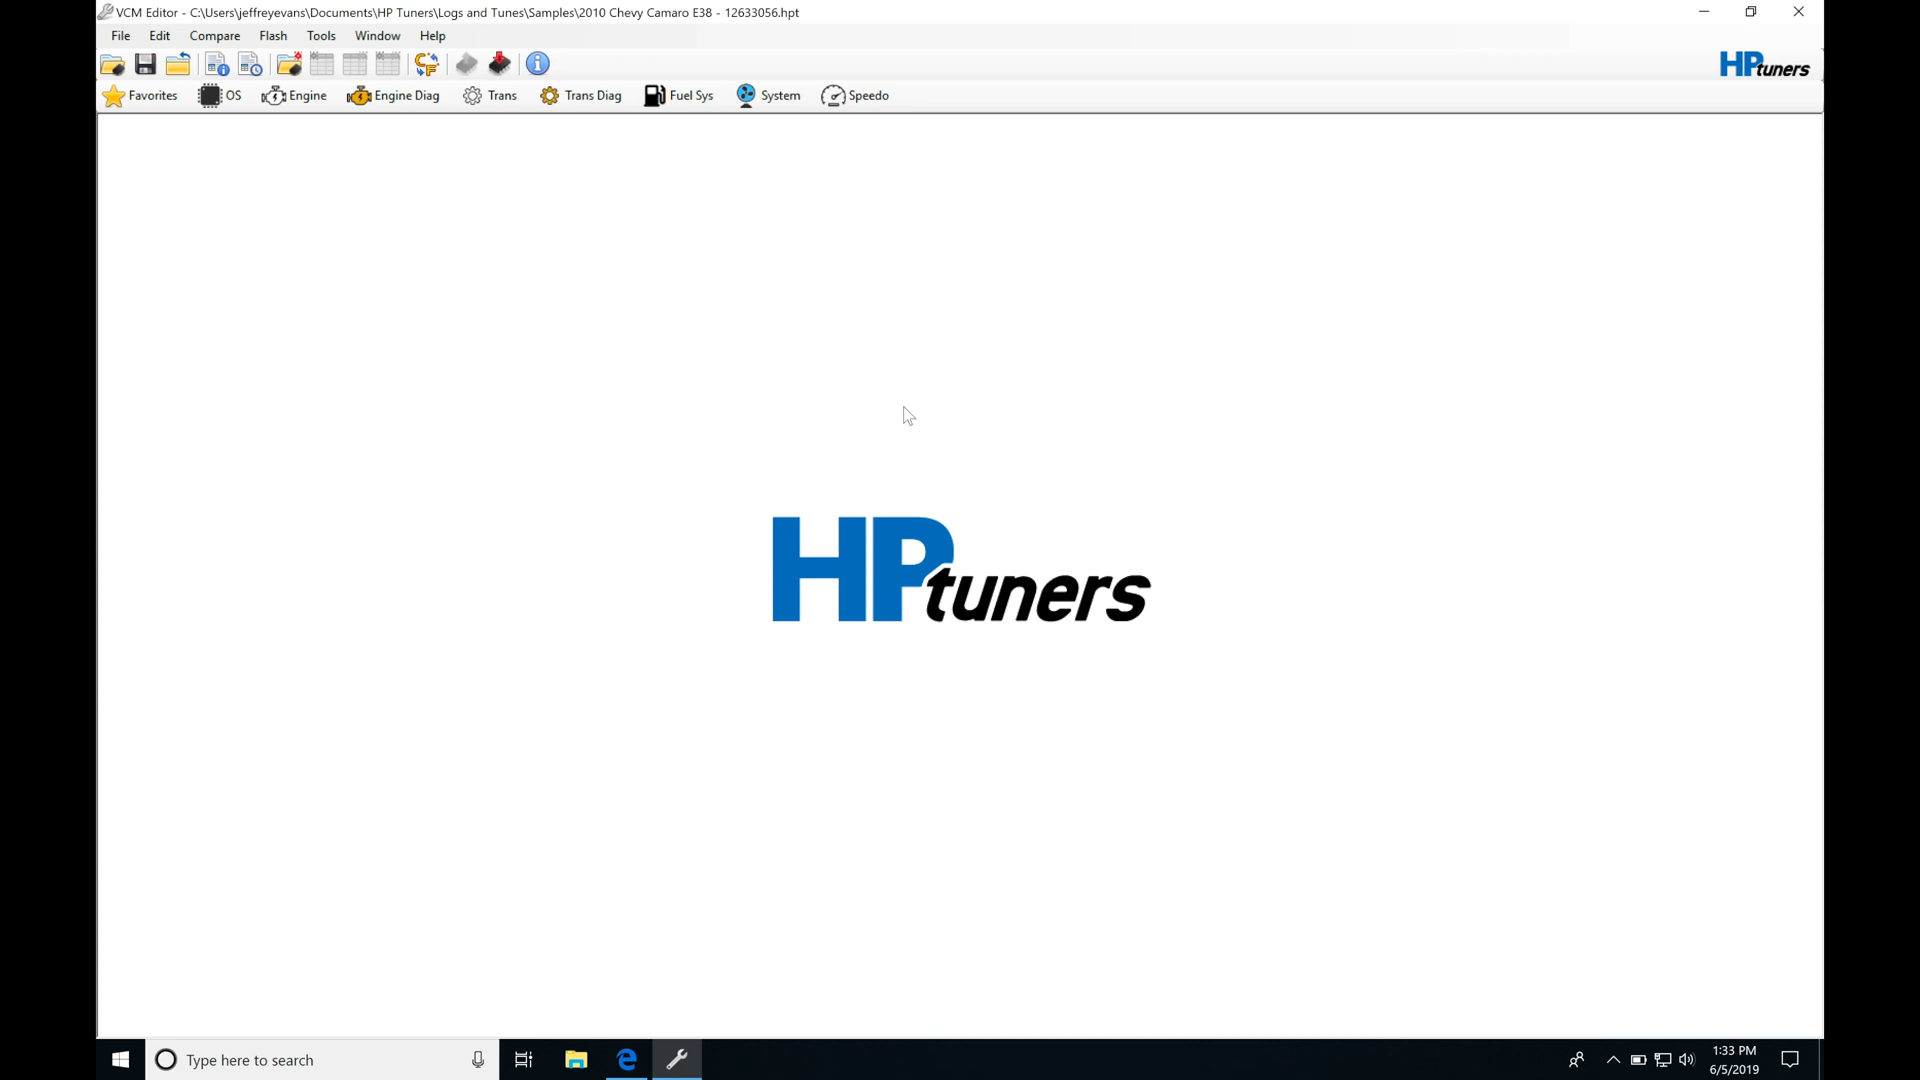 VCM Editor - C:\Users\jeffreyevans\Documents\HP Tuners\Logs and Tunes\Samples\2010 Chevy Camaro E38 - 12633056.hpt
File Edit Compare Flash Tools Window Help
HPtuners
Favorites OS Engine Engine Diag Trans Trans Diag Fuel Sys System Speedo
HPtuners
Type here to search
1:33 PM
6/5/2019